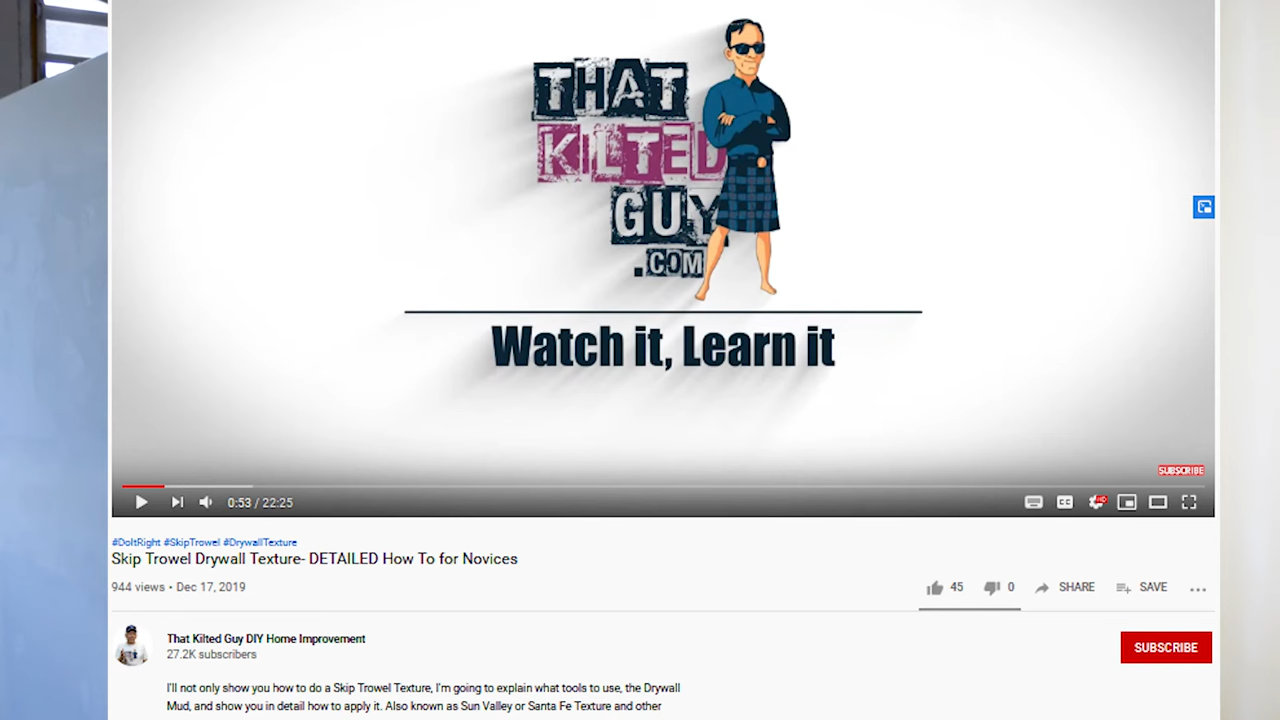 THAT
KILTED
GUY
.COM
Watch it, Learn it
SUBSCRIBE
0:53 / 22:25
CC
HD
#DoItRight #SkipTrowel #DrywallTexture
Skip Trowel Drywall Texture- DETAILED How To for Novices
944 views • Dec 17, 2019
45
0
SHARE
SAVE
That Kilted Guy DIY Home Improvement
27.2K subscribers
SUBSCRIBE
I'll not only show you how to do a Skip Trowel Texture, I'm going to explain what tools to use, the Drywall
Mud, and show you in detail how to apply it. Also known as Sun Valley or Santa Fe Texture and other